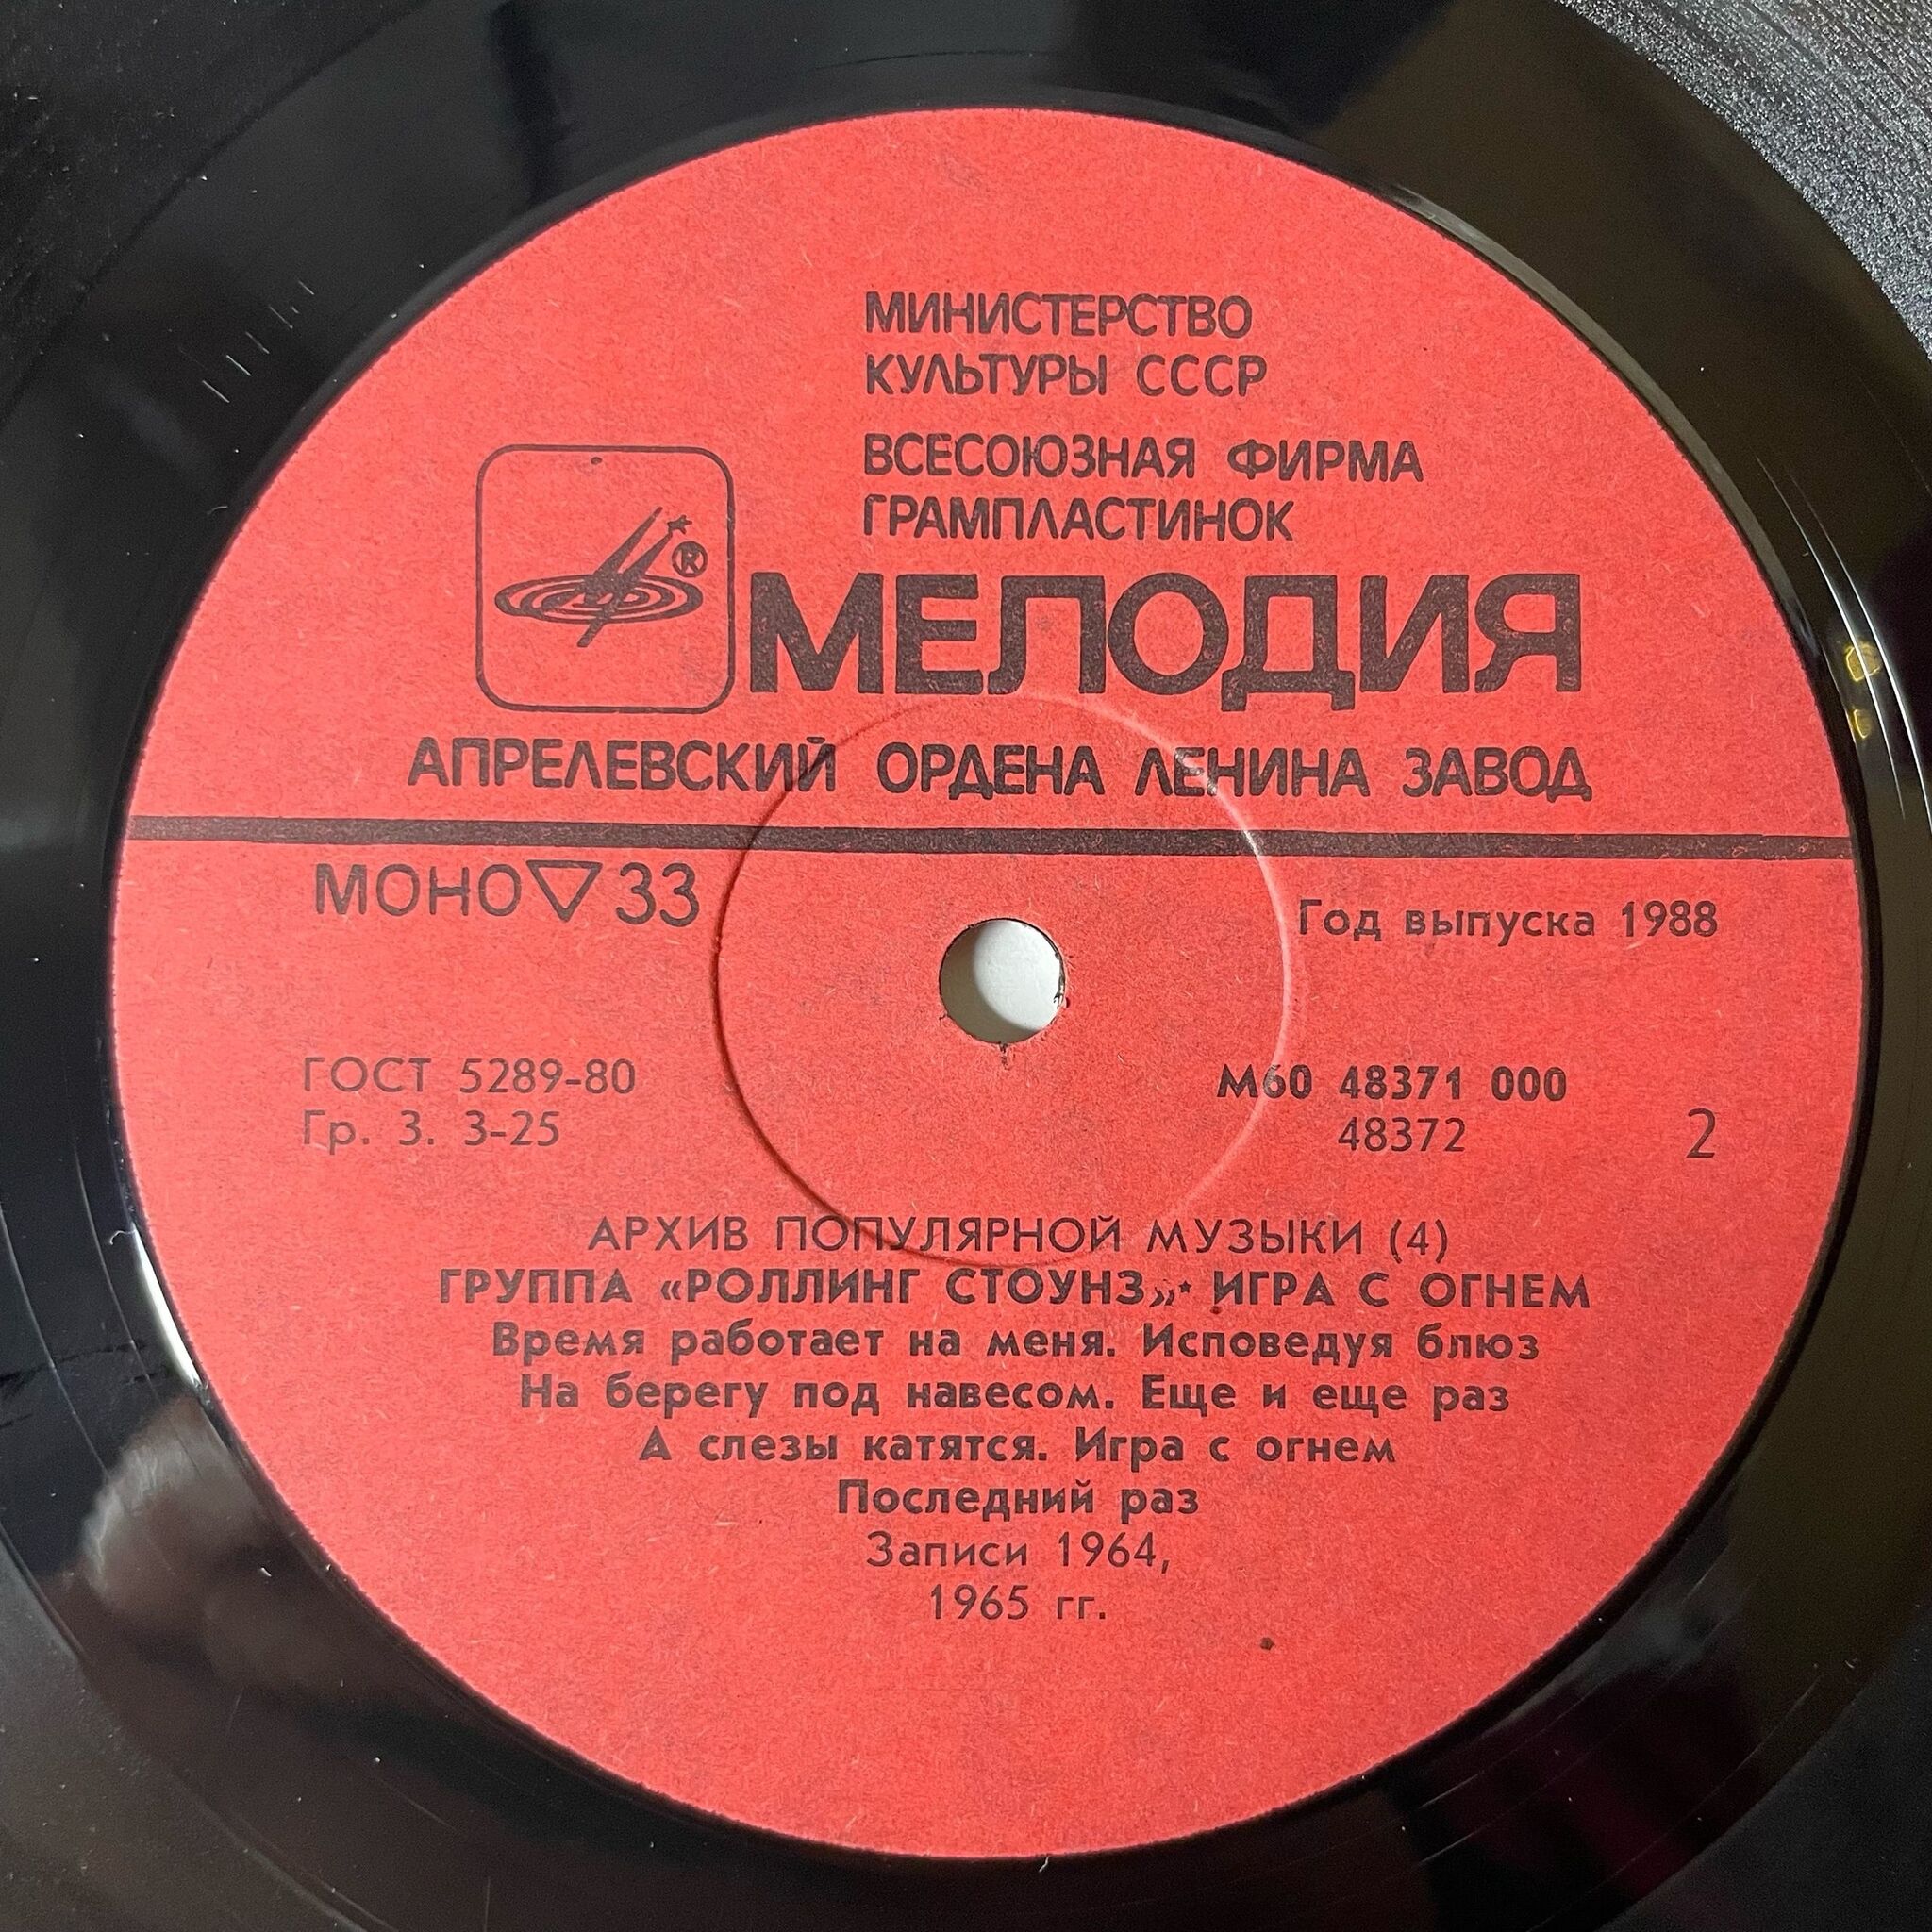 МИНИСТЕРСТВО
КУЛЬТУРЫ СССР
ВСЕСОЮЗНАЯ ФИРМА
ГРАМПЛАСТИНОК
®
МЕЛОДИЯ
АПРЕЛЕВСКИЙ ОРДЕНА ЛЕНИНА ЗАВОД
МОНО▽33
Год выпуска 1988
ГОСТ 5289-80
Гр. 3. 3-25
М60 48371 000
48372
2
АРХИВ ПОПУЛЯРНОЙ МУЗЫКИ (4)
ГРУППА «РОЛЛИНГ СТОУНЗ»* ИГРА С ОГНЕМ
Время работает на меня. Исповедуя блюз
На берегу под навесом. Еще и еще раз
А слезы катятся. Игра с огнем
Последний раз
Записи 1964,
1965 гг.